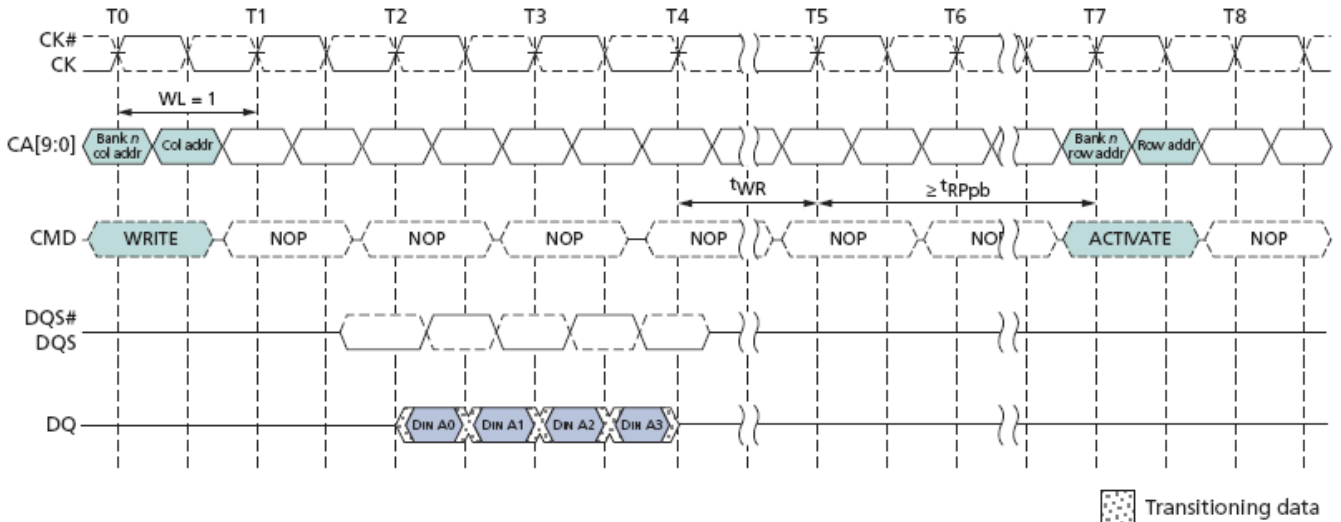 T0 T1 T2 T3 T4 T5 T6 T7 T8
CK#
CK
WL = 1
CA[9:0]
Bank n
col addr
Col addr
Bank n
row addr
Row addr
tWR
≥ tRPpb
CMD
WRITE NOP NOP NOP NOP NOP NOP ACTIVATE NOP
DQS#
DQS
DQ
DIN A0 DIN A1 DIN A2 DIN A3
Transitioning data